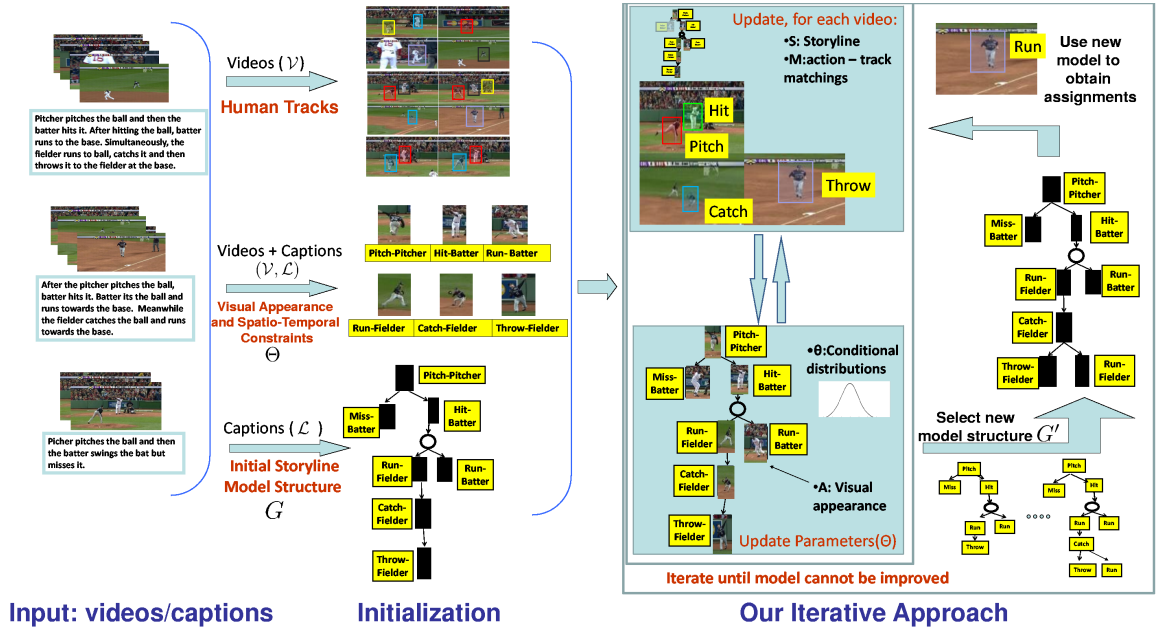 Pitcher pitches the ball and then the
batter hits it. After hitting the ball, batter
runs to the base. Simultaneously, the
fielder runs to ball, catchs it and then
throws it to the fielder at the base.
After the pitcher pitches the ball,
batter hits it. Batter its the ball and
runs towards the base. Meanwhile
the fielder catches the ball and runs
towards the base.
Picher pitches the ball and then
the batter swings the bat but
misses it.
Input: videos/captions
Videos (𝒱)
Human Tracks
Videos + Captions
(𝒱, ℒ)
Visual Appearance
and Spatio-Temporal
Constraints
Θ
Captions ( ℒ )
Initial Storyline
Model Structure
G
Pitch-Pitcher
Hit-Batter
Run- Batter
Run-Fielder
Catch-Fielder
Throw-Fielder
Pitch-Pitcher
Miss-
Batter
Hit-
Batter
Run-
Fielder
Run-
Batter
Catch-
Fielder
Throw-
Fielder
Initialization
Update, for each video:
•S: Storyline
•M:action – track
matchings
Hit
Pitch
Throw
Catch
Pitch-
Pitcher
Miss-
Batter
Hit-
Batter
Run-
Fielder
Run-
Batter
Catch-
Fielder
Throw-
Fielder
•θ:Conditional
distributions
•A: Visual
appearance
Update Parameters(Θ)
Run
Use new
model to
obtain
assignments
Pitch-
Pitcher
Miss-
Batter
Hit-
Batter
Run-
Fielder
Run-
Batter
Catch-
Fielder
Throw-
Fielder
Run-
Fielder
Select new
model structure G′
Pitch
Miss
Hit
Run
Run
Throw
Pitch
Miss
Hit
Run
Run
Catch
Throw
Run
Iterate until model cannot be improved
Our Iterative Approach